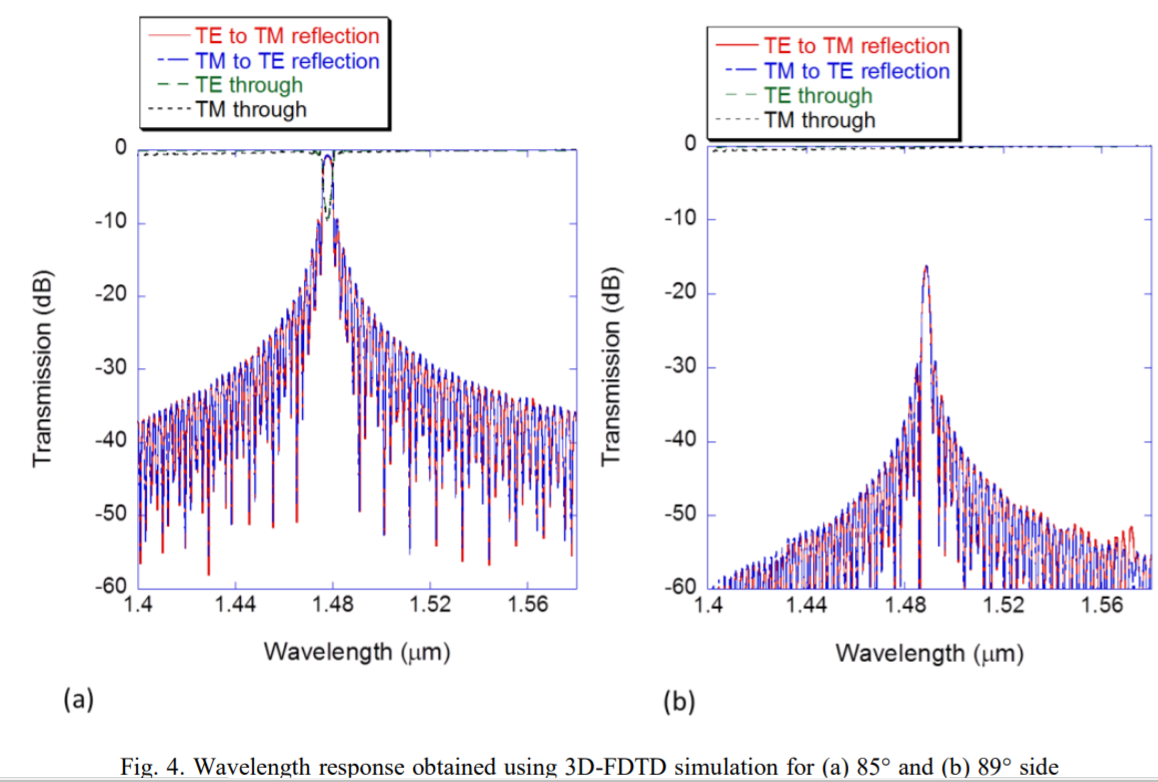 TE to TM reflection
TM to TE reflection
TE through
TM through
0
-10
-20
-30
-40
-50
-60
1.4 1.44 1.48 1.52 1.56
Transmission (dB)
Wavelength (μm)
(a)
TE to TM reflection
TM to TE reflection
TE through
TM through
0
-10
-20
-30
-40
-50
-60
1.4 1.44 1.48 1.52 1.56
Transmission (dB)
Wavelength (μm)
(b)
Fig. 4. Wavelength response obtained using 3D-FDTD simulation for (a) 85° and (b) 89° side